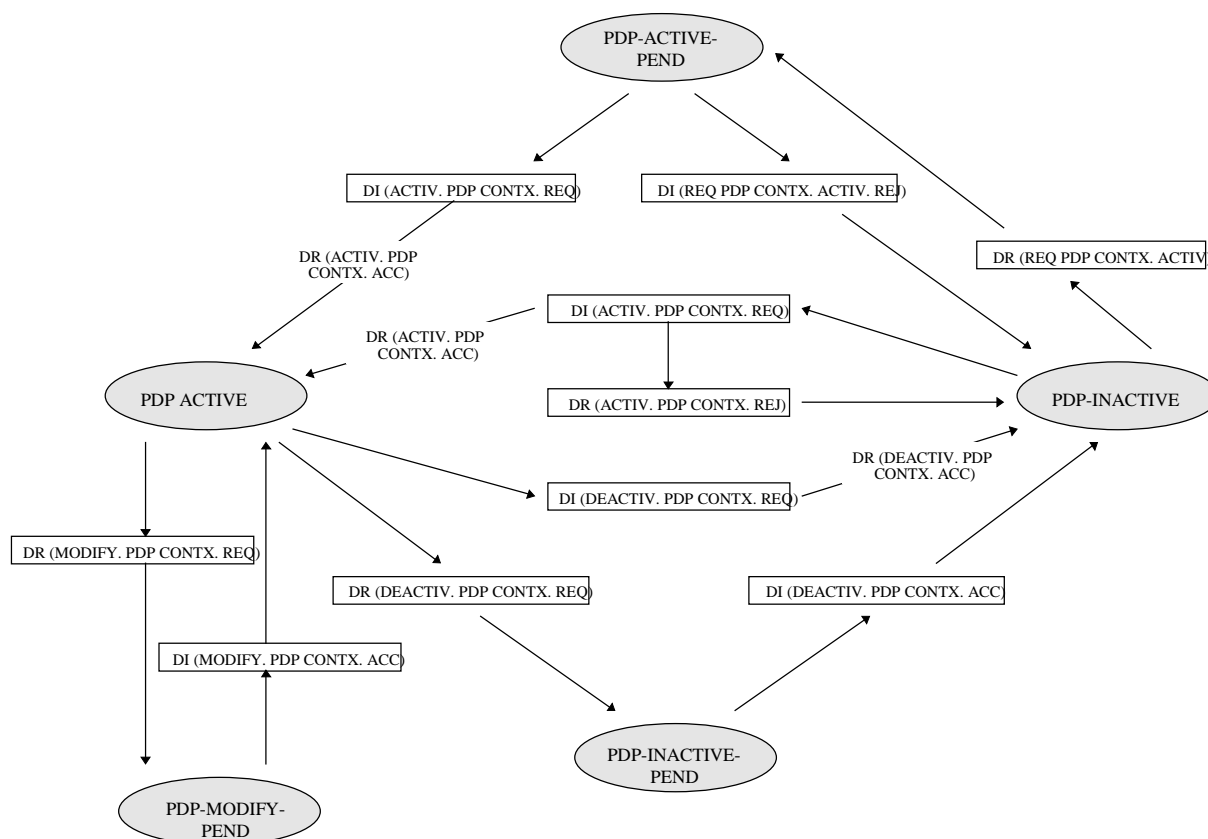 PDP-ACTIVE-
PEND
DI (ACTIV. PDP CONTX. REQ)
DI (REQ PDP CONTX. ACTIV. REJ)
DR (ACTIV. PDP
CONTX. ACC)
DR (REQ PDP CONTX. ACTIV)
DI (ACTIV. PDP CONTX. REQ)
DR (ACTIV. PDP
CONTX. ACC)
PDP ACTIVE
DR (ACTIV. PDP CONTX. REJ)
PDP-INACTIVE
DR (DEACTIV. PDP
CONTX. ACC)
DI (DEACTIV. PDP CONTX. REQ)
DR (MODIFY. PDP CONTX. REQ)
DR (DEACTIV. PDP CONTX. REQ)
DI (DEACTIV. PDP CONTX. ACC)
DI (MODIFY. PDP CONTX. ACC)
PDP-INACTIVE-
PEND
PDP-MODIFY-
PEND